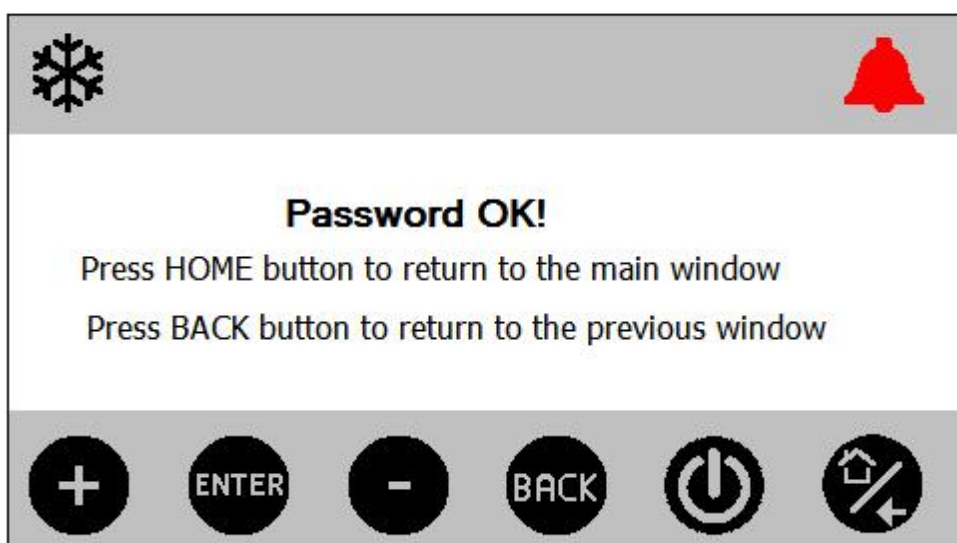 Password OK!
Press HOME button to return to the main window
Press BACK button to return to the previous window
+ ENTER - BACK